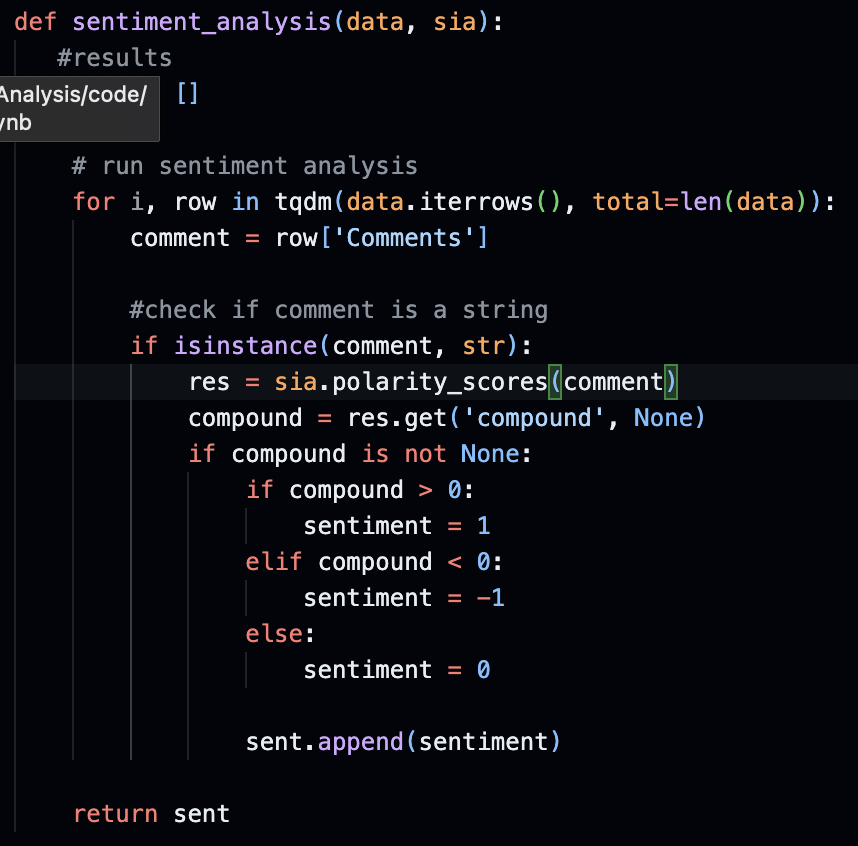 def sentiment_analysis(data, sia):
#results
Analysis/code/
ynb
[]
# run sentiment analysis
for i, row in tqdm(data.iterrows(), total=len(data)):
comment = row['Comments']
#check if comment is a string
if isinstance(comment, str):
res = sia.polarity_scores(comment)
compound = res.get('compound', None)
if compound is not None:
if compound > 0:
sentiment = 1
elif compound < 0:
sentiment = -1
else:
sentiment = 0
sent.append(sentiment)
return sent